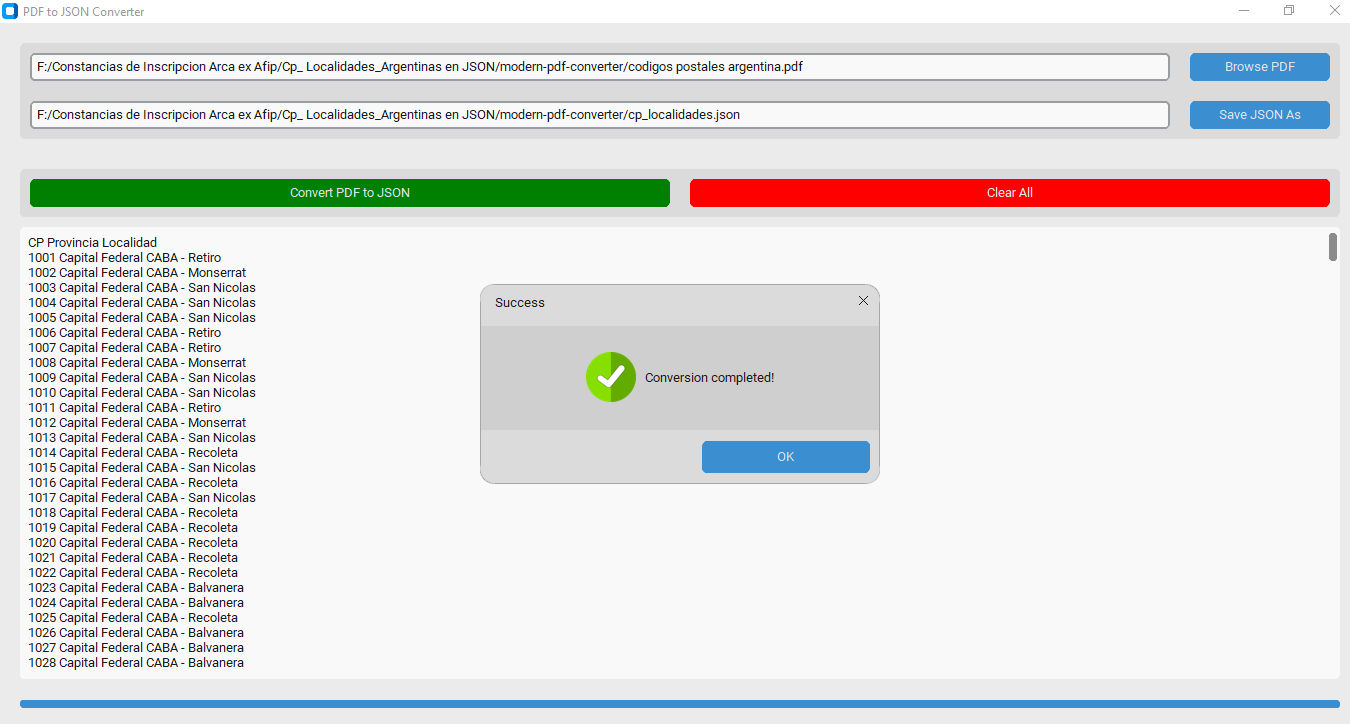 PDF to JSON Converter
F:/Constancias de Inscripcion Arca ex Afip/Cp_ Localidades_Argentinas en JSON/modern-pdf-converter/codigos postales argentina.pdf
Browse PDF
F:/Constancias de Inscripcion Arca ex Afip/Cp_ Localidades_Argentinas en JSON/modern-pdf-converter/cp_localidades.json
Save JSON As
Convert PDF to JSON
Clear All
CP Provincia Localidad
1001 Capital Federal CABA - Retiro
1002 Capital Federal CABA - Monserrat
1003 Capital Federal CABA - San Nicolas
1004 Capital Federal CABA - San Nicolas
1005 Capital Federal CABA - San Nicolas
1006 Capital Federal CABA - Retiro
1007 Capital Federal CABA - Retiro
1008 Capital Federal CABA - Monserrat
1009 Capital Federal CABA - San Nicolas
1010 Capital Federal CABA - San Nicolas
1011 Capital Federal CABA - Retiro
1012 Capital Federal CABA - Monserrat
1013 Capital Federal CABA - San Nicolas
1014 Capital Federal CABA - Recoleta
1015 Capital Federal CABA - San Nicolas
1016 Capital Federal CABA - Recoleta
1017 Capital Federal CABA - San Nicolas
1018 Capital Federal CABA - Recoleta
1019 Capital Federal CABA - Recoleta
1020 Capital Federal CABA - Recoleta
1021 Capital Federal CABA - Recoleta
1022 Capital Federal CABA - Recoleta
1023 Capital Federal CABA - Balvanera
1024 Capital Federal CABA - Balvanera
1025 Capital Federal CABA - Recoleta
1026 Capital Federal CABA - Balvanera
1027 Capital Federal CABA - Balvanera
1028 Capital Federal CABA - Balvanera
Success
Conversion completed!
OK